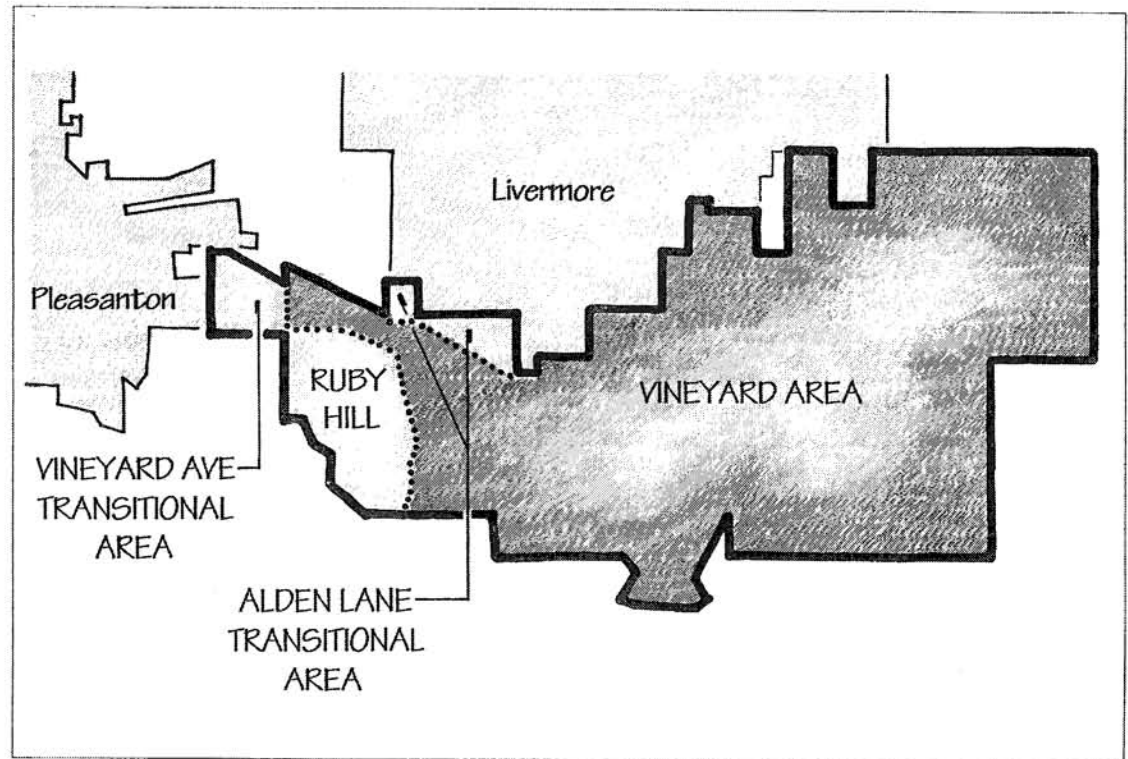 Livermore
Pleasanton
RUBY
HILL
VINEYARD AREA
VINEYARD AVE
TRANSITIONAL
AREA
ALDEN LANE
TRANSITIONAL
AREA